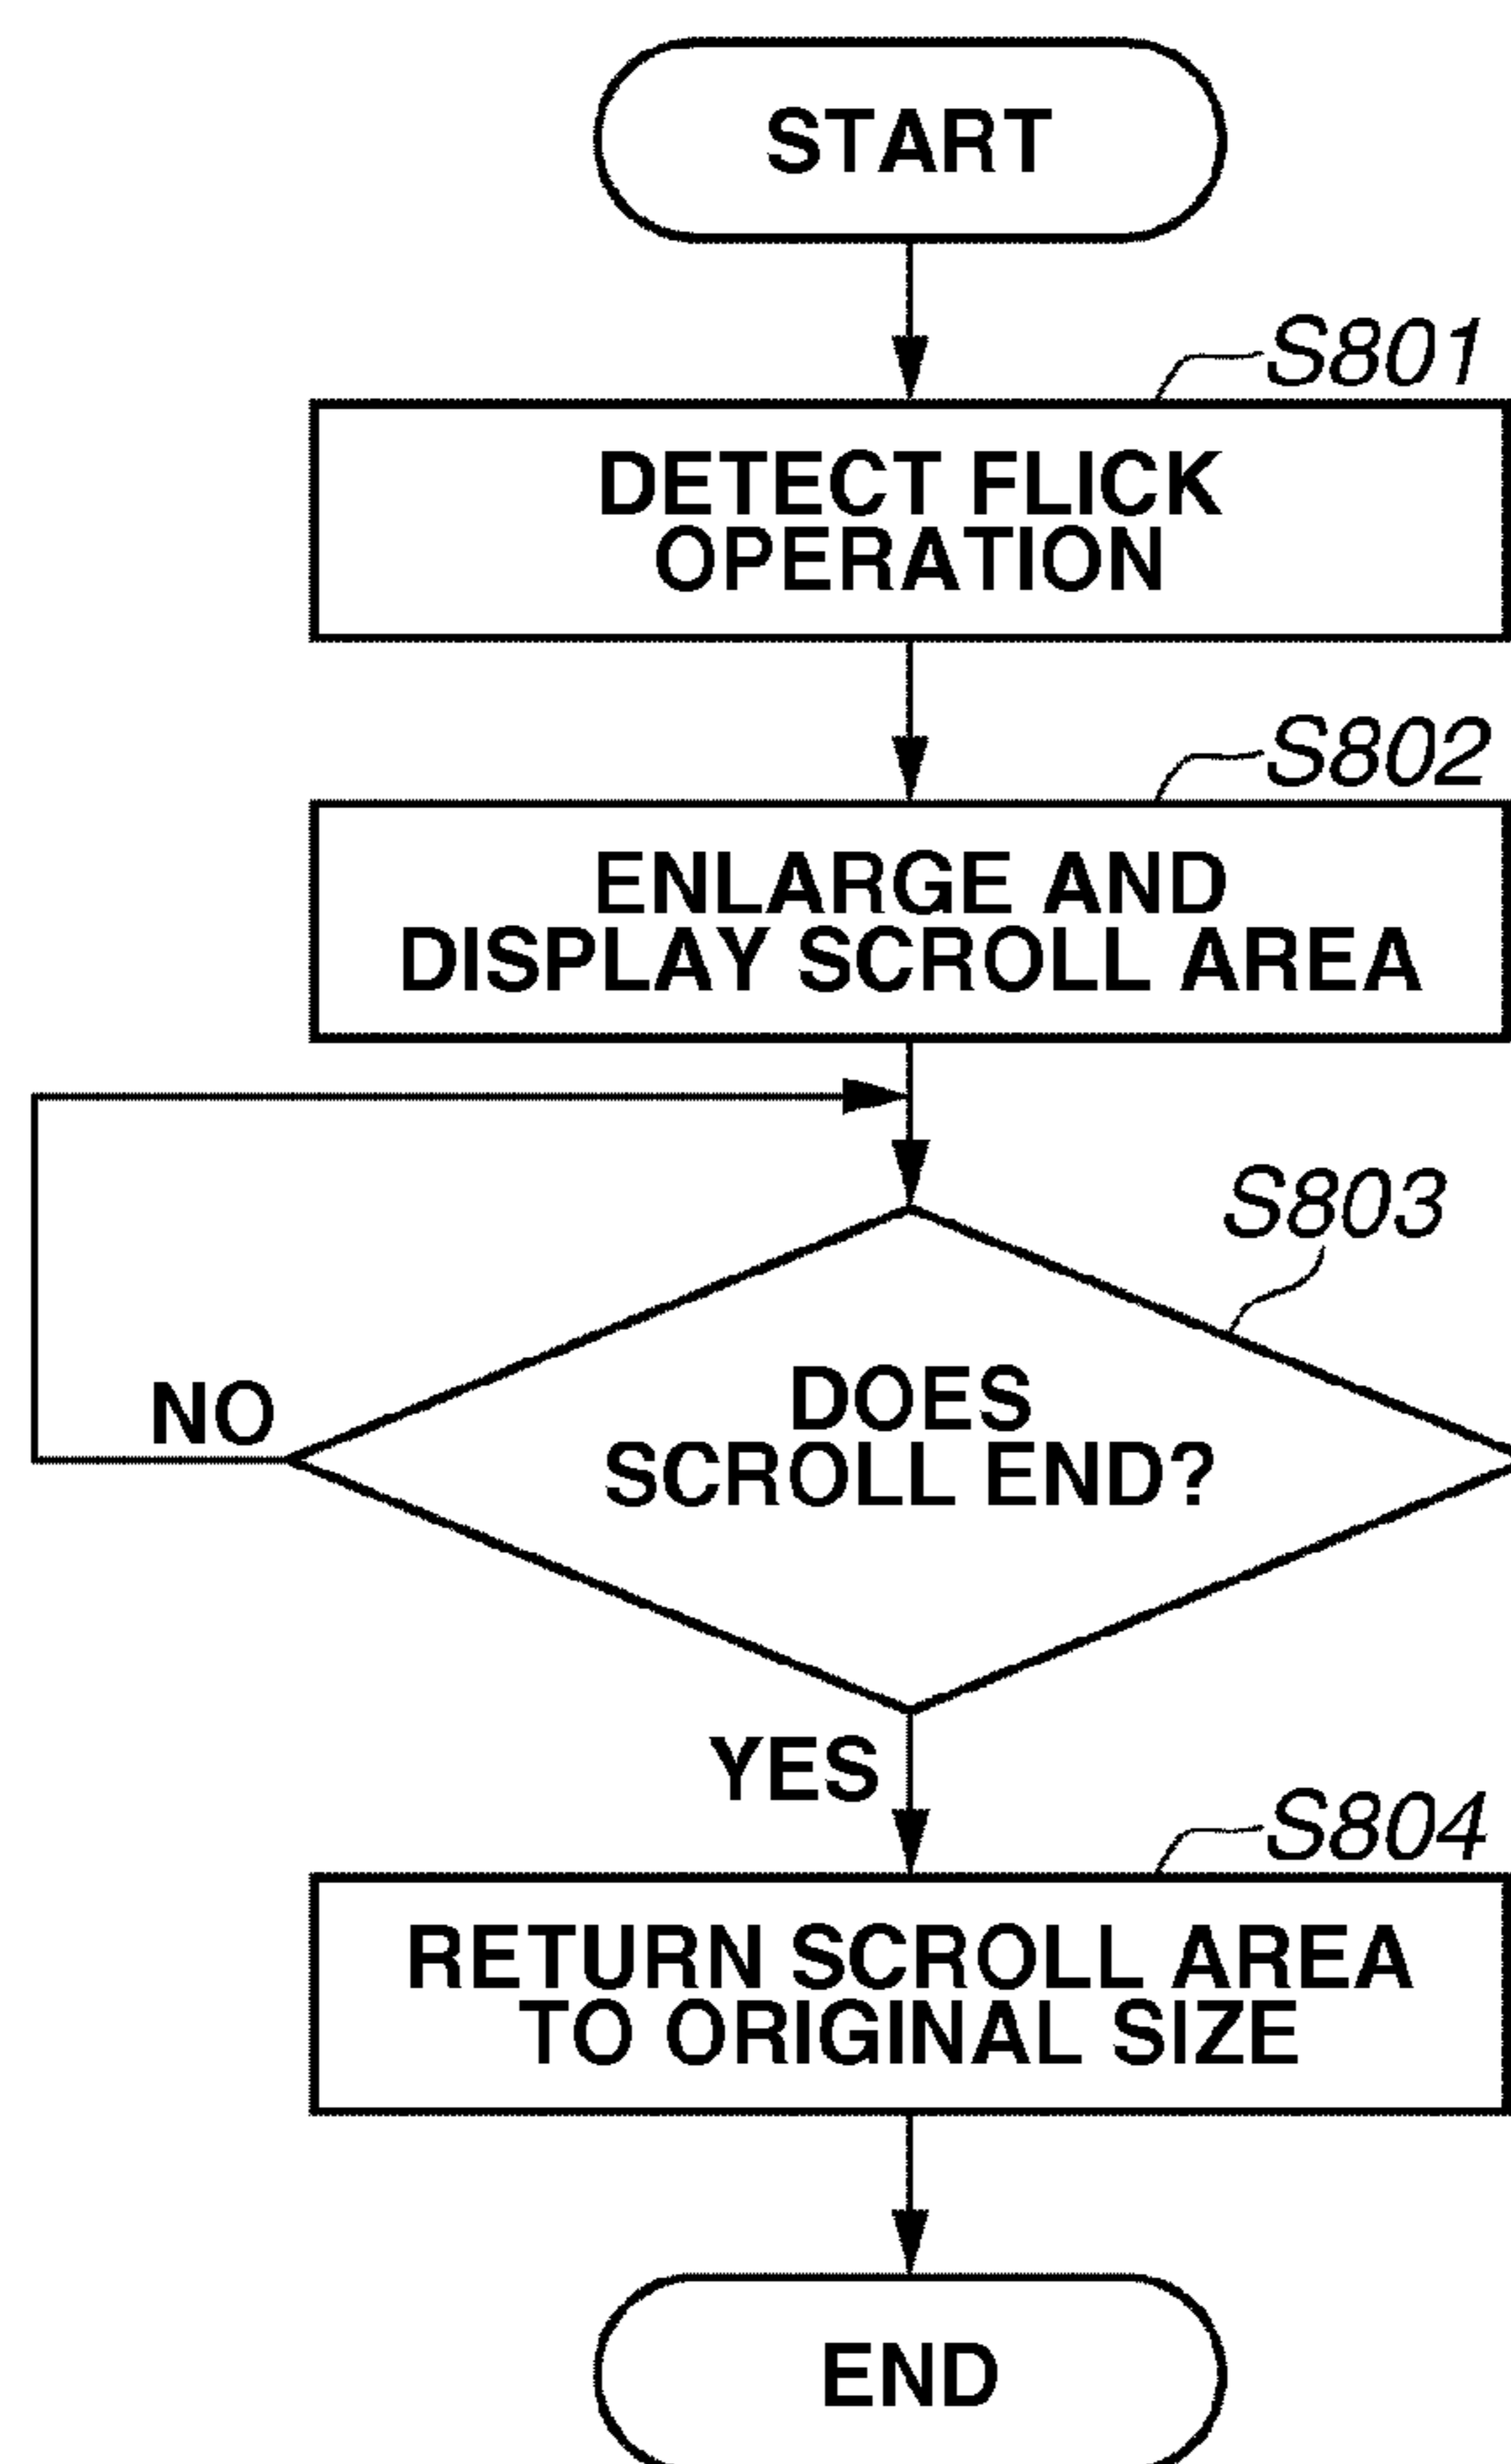 START
S801
DETECT FLICK
OPERATION
S802
ENLARGE AND
DISPLAY SCROLL AREA
S803
DOES
SCROLL END?
NO
YES
S804
RETURN SCROLL AREA
TO ORIGINAL SIZE
END